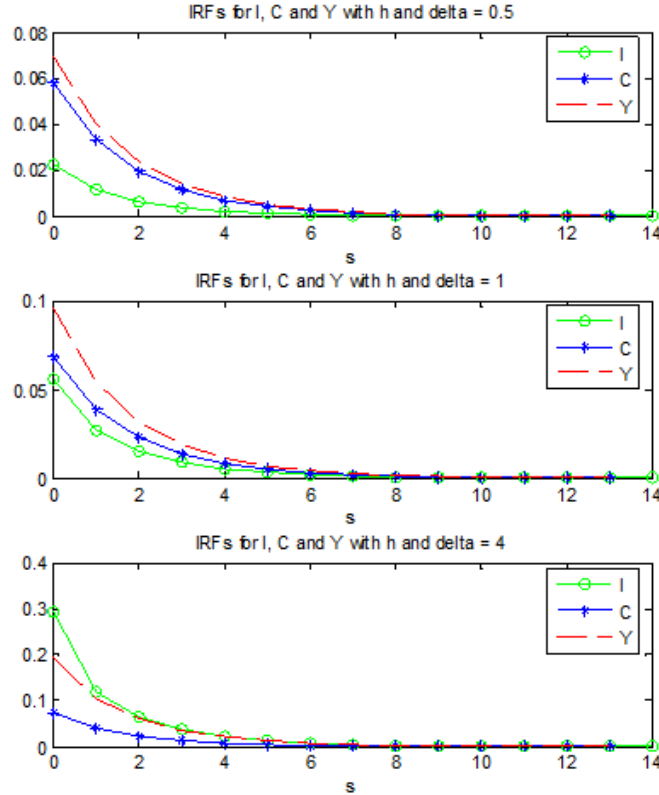 IRFs for I, C and Y with h and delta = 0.5
0.08
0.06
0.04
0.02
0
I
C
Y
0 2 4 6 8 10 12 14
s
IRFs for I, C and Y with h and delta = 1
0.1
0.05
0
I
C
Y
0 2 4 6 8 10 12 14
s
IRFs for I, C and Y with h and delta = 4
0.4
0.3
0.2
0.1
0
I
C
Y
0 2 4 6 8 10 12 14
s